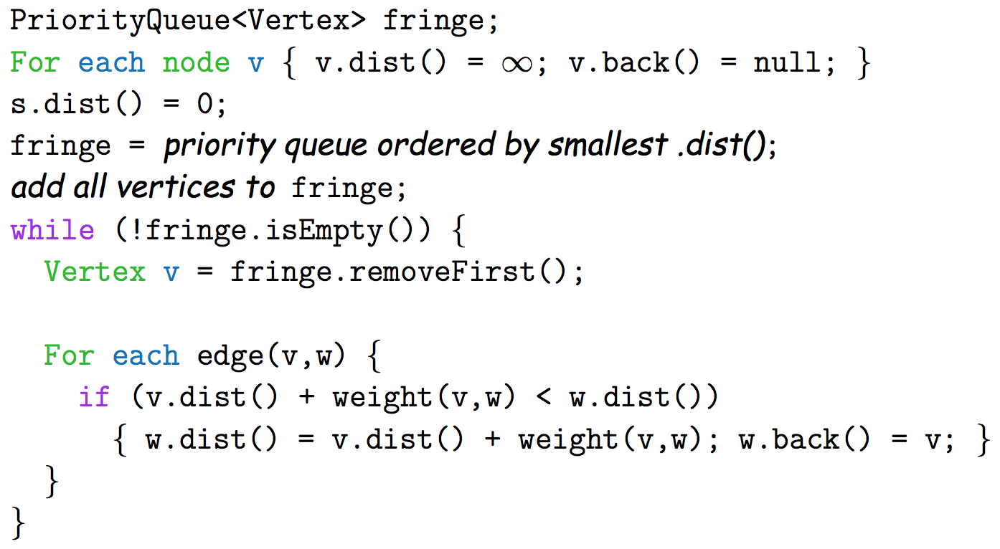 PriorityQueue<Vertex> fringe;
For each node v { v.dist() = ∞; v.back() = null; }
s.dist() = 0;
fringe = priority queue ordered by smallest .dist();
add all vertices to fringe;
while (!fringe.isEmpty()) {
  Vertex v = fringe.removeFirst();
  For each edge(v,w) {
    if (v.dist() + weight(v,w) < w.dist())
      { w.dist() = v.dist() + weight(v,w); w.back() = v; }
  }
}